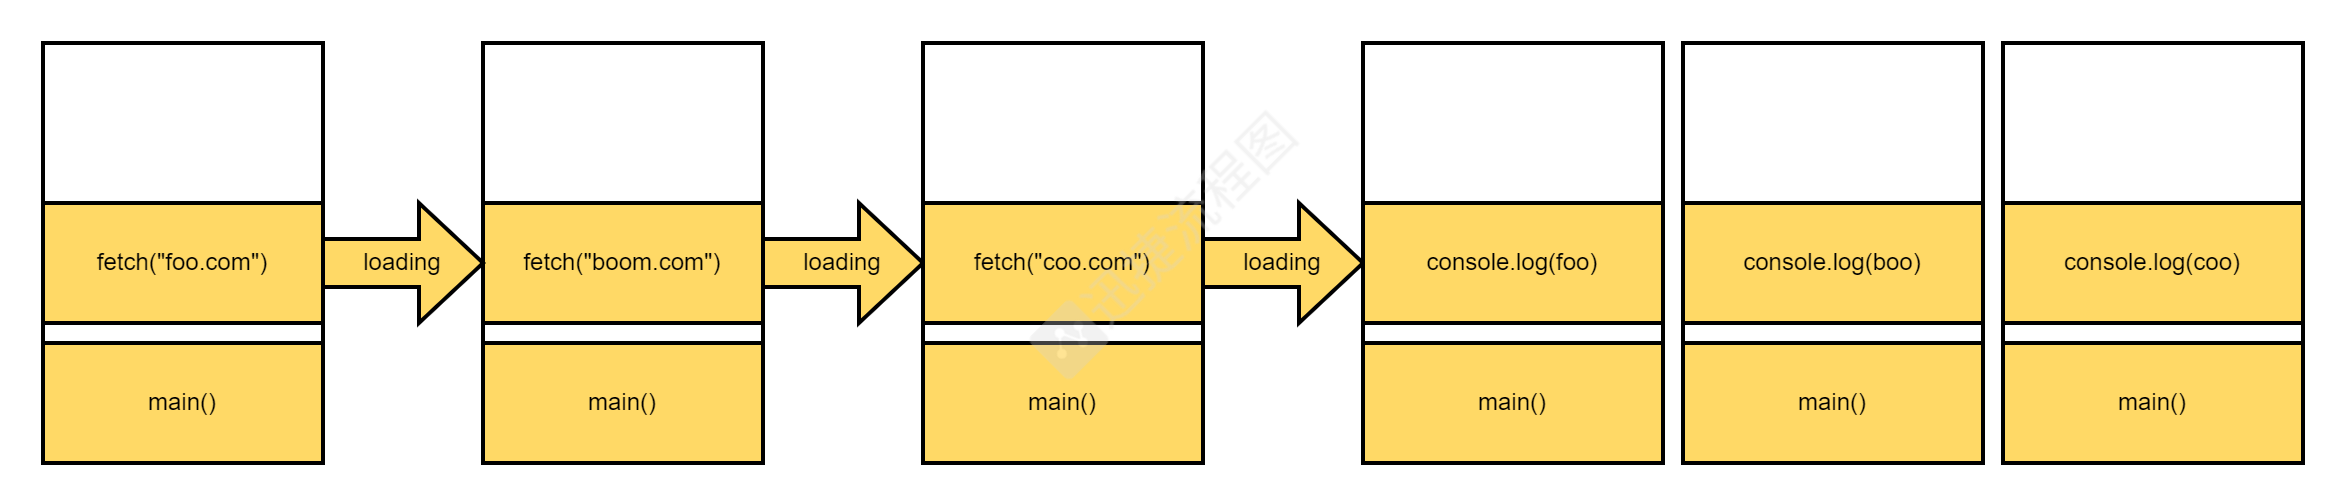 fetch("foo.com")
loading
fetch("boom.com")
loading
fetch("coo.com")
loading
console.log(foo)
console.log(boo)
console.log(coo)
main()
main()
main()
main()
main()
main()
迅捷流程图